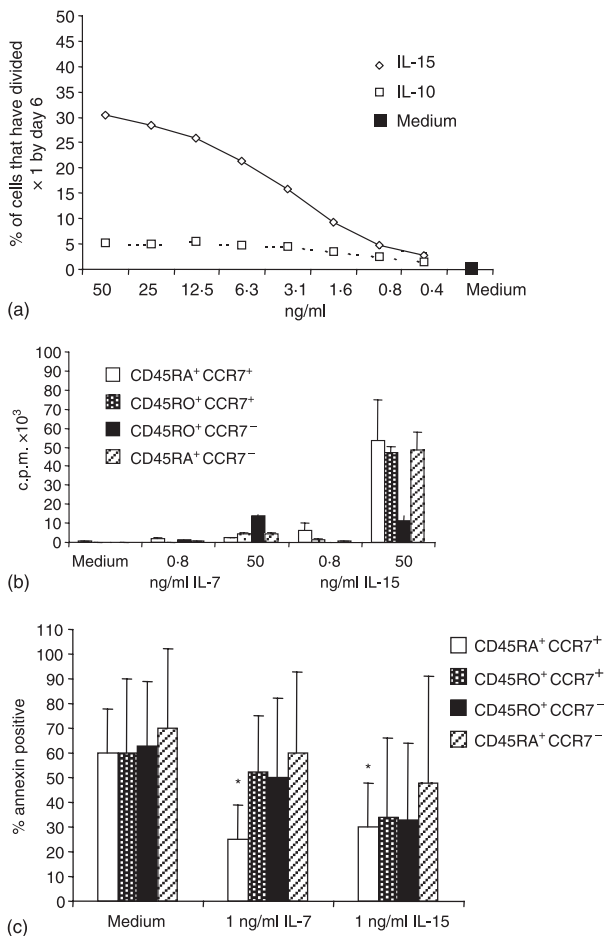 50
45
40
35
30
25
20
15
10
5
0
% of cells that have divided
× 1 by day 6
IL-15
IL-10
Medium
50 25 12·5 6·3 3·1 1·6 0·8 0·4 Medium
ng/ml
(a)
100
90
80
70
60
50
40
30
20
10
0
c.p.m. ×10³
CD45RA⁺ CCR7⁺
CD45RO⁺ CCR7⁺
CD45RO⁺ CCR7⁻
CD45RA⁺ CCR7⁻
Medium 0·8 50 0·8 50
ng/ml IL-7 ng/ml IL-15
(b)
110
100
90
80
70
60
50
40
30
20
10
0
% annexin positive
* *
CD45RA⁺ CCR7⁺
CD45RO⁺ CCR7⁺
CD45RO⁺ CCR7⁻
CD45RA⁺ CCR7⁻
Medium 1 ng/ml IL-7 1 ng/ml IL-15
(c)